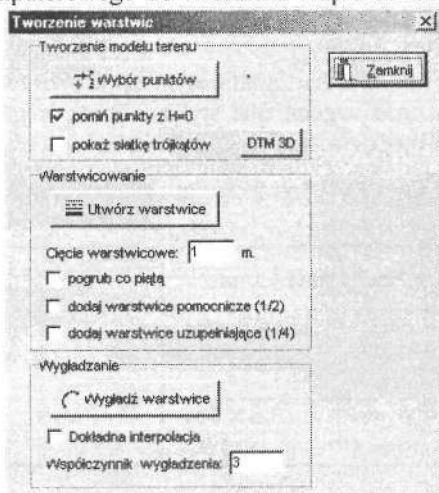 Tworzenie warstwic
Tworzenie modelu terenu
Wybór punktów
Zamknij
pomiń punkty z H=0
pokaż siatkę trójkątów DTM 3D
Warstwicowanie
Utwórz warstwice
Cięcie warstwicowe: 1 m.
pogrub co piątą
dodaj warstwice pomocnicze (1/2)
dodaj warstwice uzupełniające (1/4)
Wygładzanie
Wygładź warstwice
Dokładna interpolacja
Współczynnik wygładzenia: 3